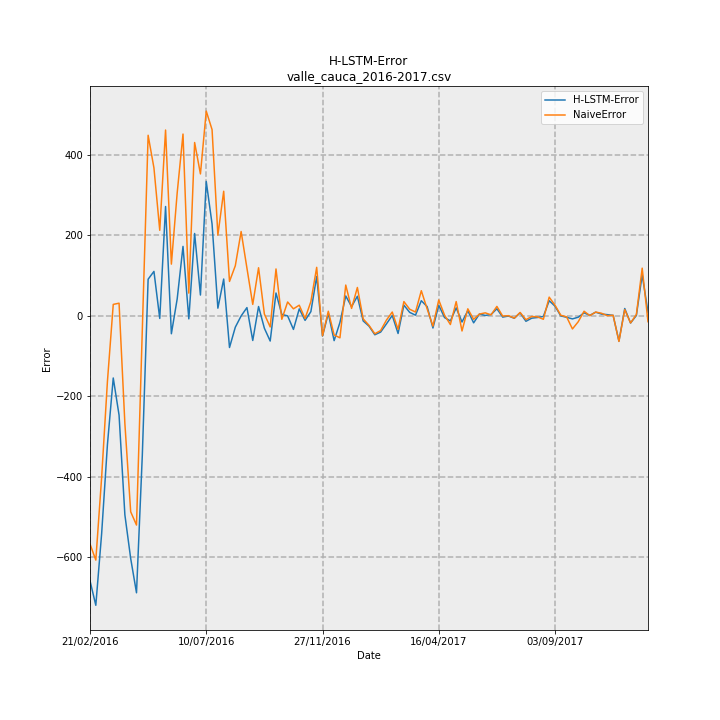 H-LSTM-Error
valle_cauca_2016-2017.csv
H-LSTM-Error
NaiveError
400
200
0
−200
−400
−600
Error
21/02/2016 10/07/2016 27/11/2016 16/04/2017 03/09/2017
Date